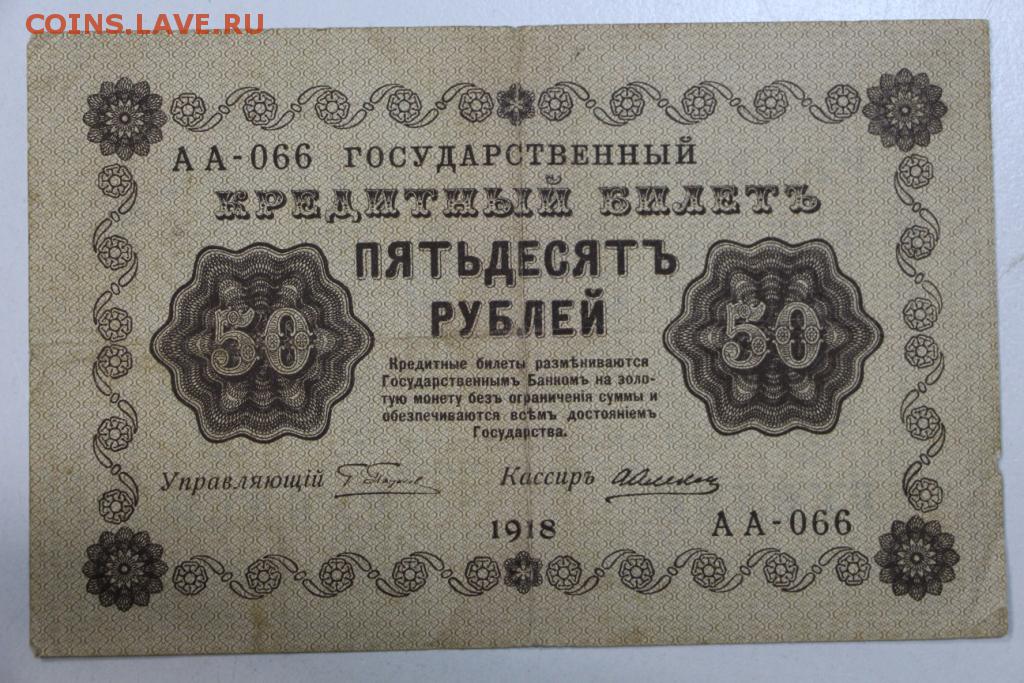 COINS.LAVE.RU
АА-066 ГОСУДАРСТВЕННЫЙ
КРЕДИТНЫЙ БИЛЕТЪ
ПЯТЬДЕСЯТЪ
РУБЛЕЙ
50
50
Кредитные билеты размѣниваются
Государственнымъ Банкомъ на золо-
тую монету безъ ограниченія суммы и
обезпечиваются всѣмъ достояніемъ
Государства.
Управляющій
Кассиръ
1918
АА-066